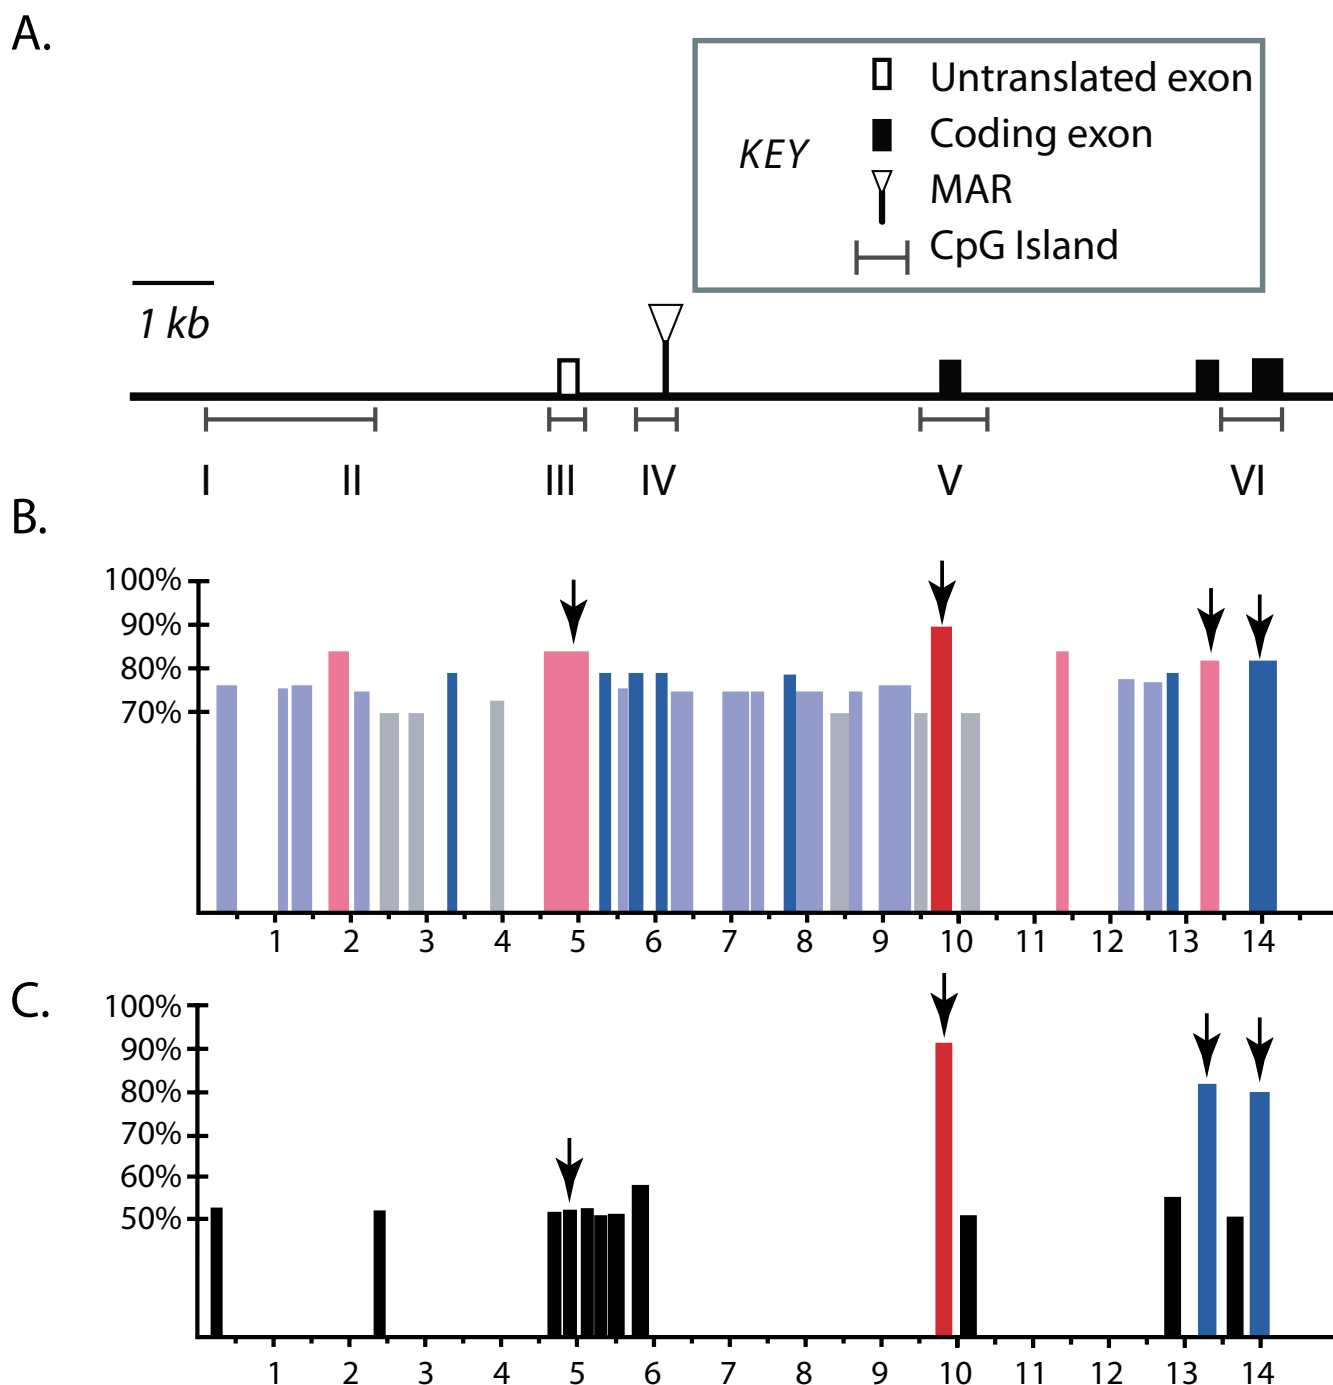 A.
Untranslated exon
KEY
Coding exon
MAR
CpG Island
1 kb
I II III IV V VI
B.
100%
90%
80%
70%
1 2 3 4 5 6 7 8 9 10 11 12 13 14
C.
100%
90%
80%
70%
60%
50%
1 2 3 4 5 6 7 8 9 10 11 12 13 14